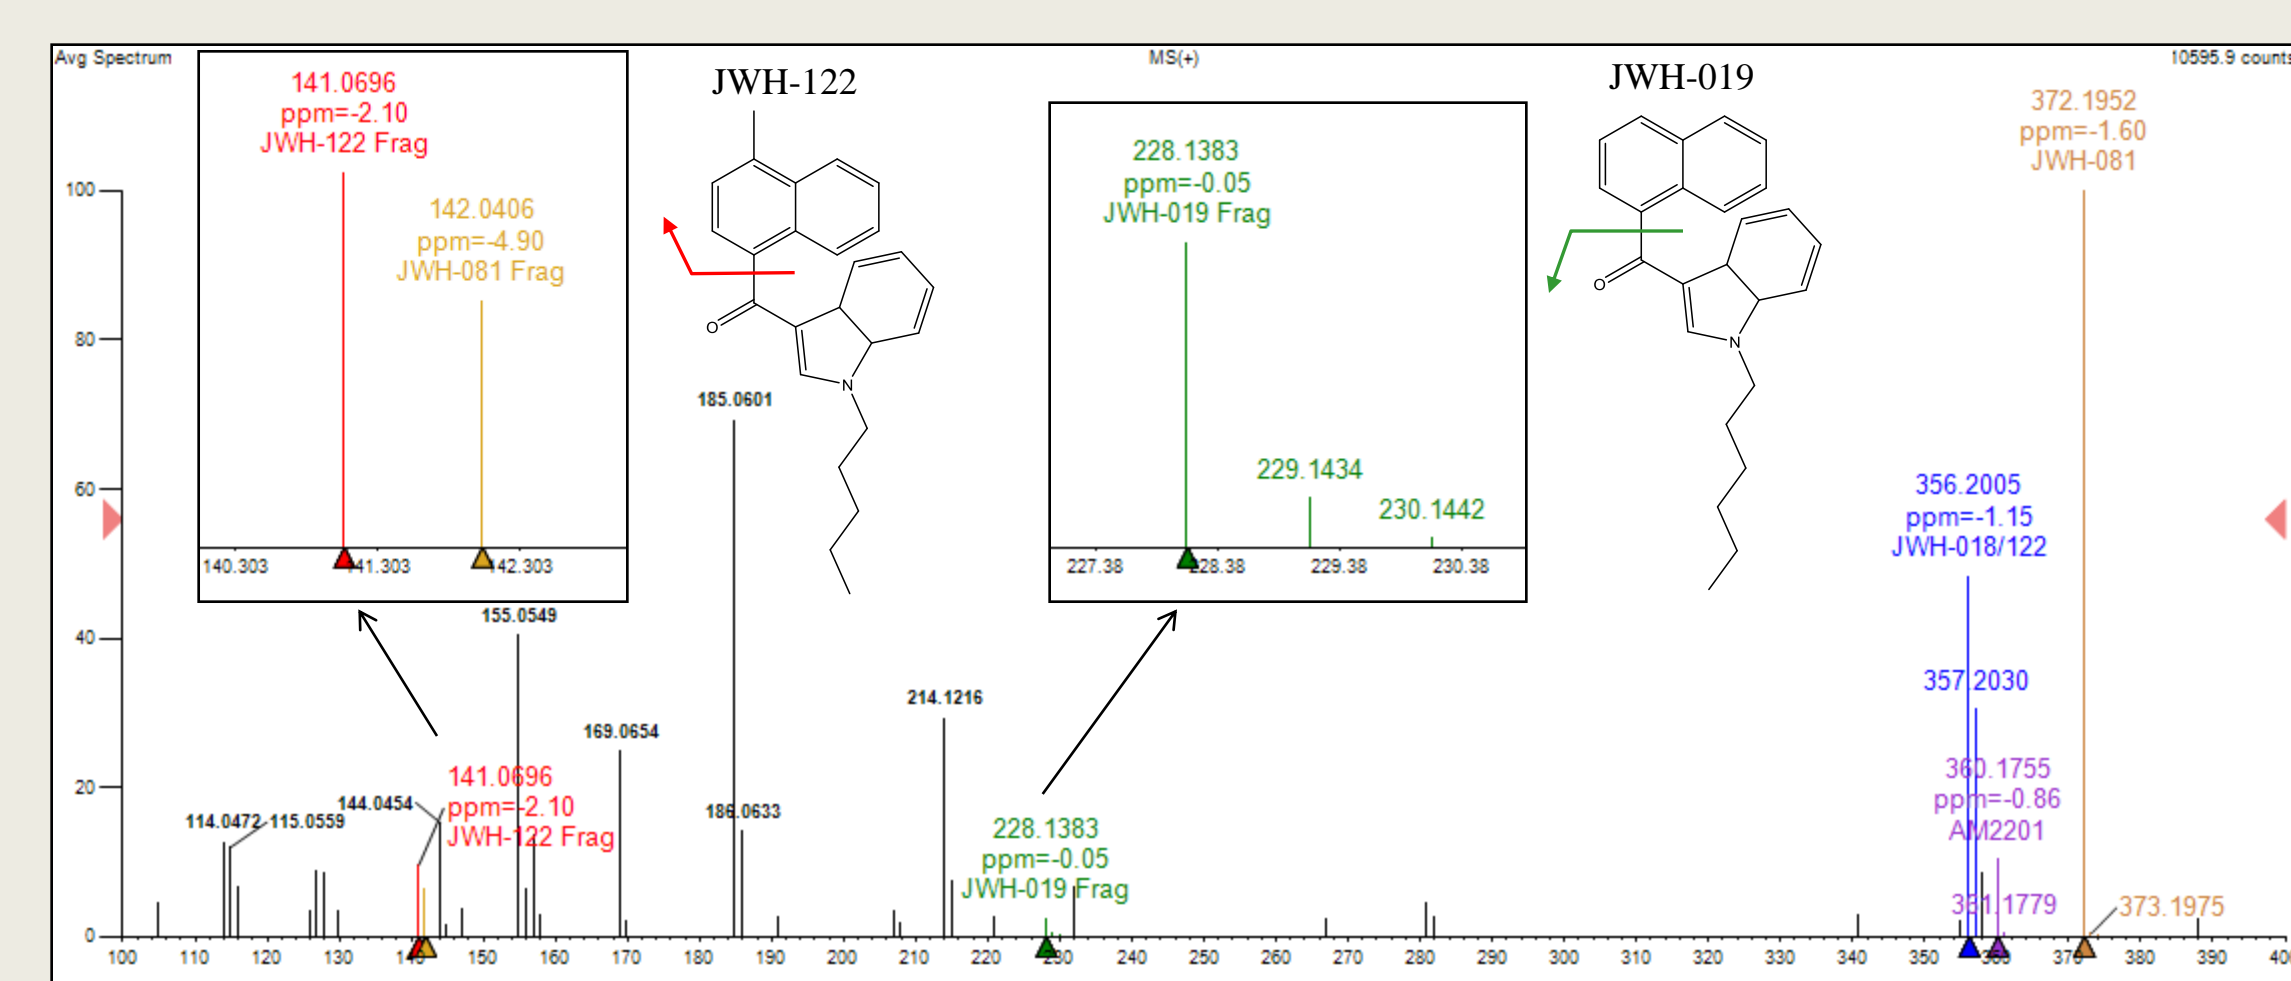 Avg Spectrum
MS(+)
10595.9 counts
141.0696
ppm=-2.10
JWH-122 Frag
142.0406
ppm=-4.90
JWH-081 Frag
140.303
141.303
142.303
JWH-122
O
N
228.1383
ppm=-0.05
JWH-019 Frag
229.1434
230.1442
227.38
228.38
229.38
230.38
JWH-019
O
N
372.1952
ppm=-1.60
JWH-081
356.2005
ppm=-1.15
JWH-018/122
357.2030
360.1755
ppm=-0.86
AM2201
361.1779
373.1975
185.0601
155.0549
214.1216
169.0654
186.0633
144.0454
114.0472
115.0559
141.0696
ppm=-2.10
JWH-122 Frag
228.1383
ppm=-0.05
JWH-019 Frag
100
80
60
40
20
0
100 110 120 130 140 150 160 170 180 190 200 210 220 230 240 250 260 270 280 290 300 310 320 330 340 350 360 370 380 390 40